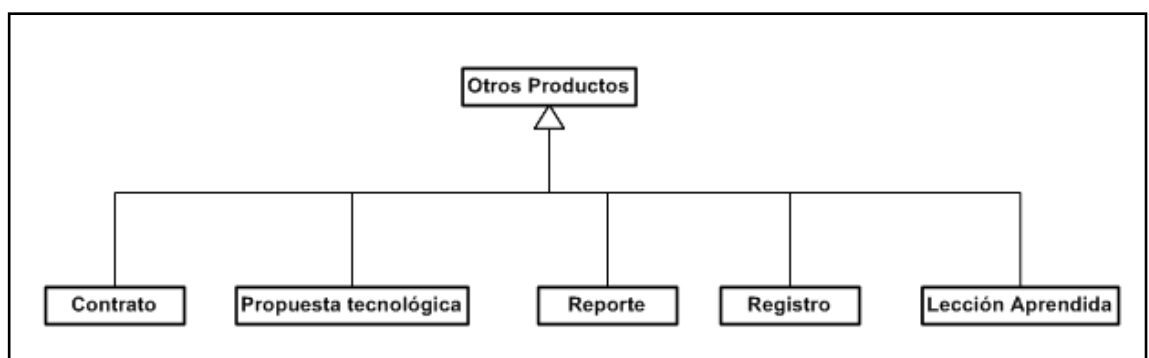 Otros Productos
Contrato
Propuesta tecnológica
Reporte
Registro
Lección Aprendida